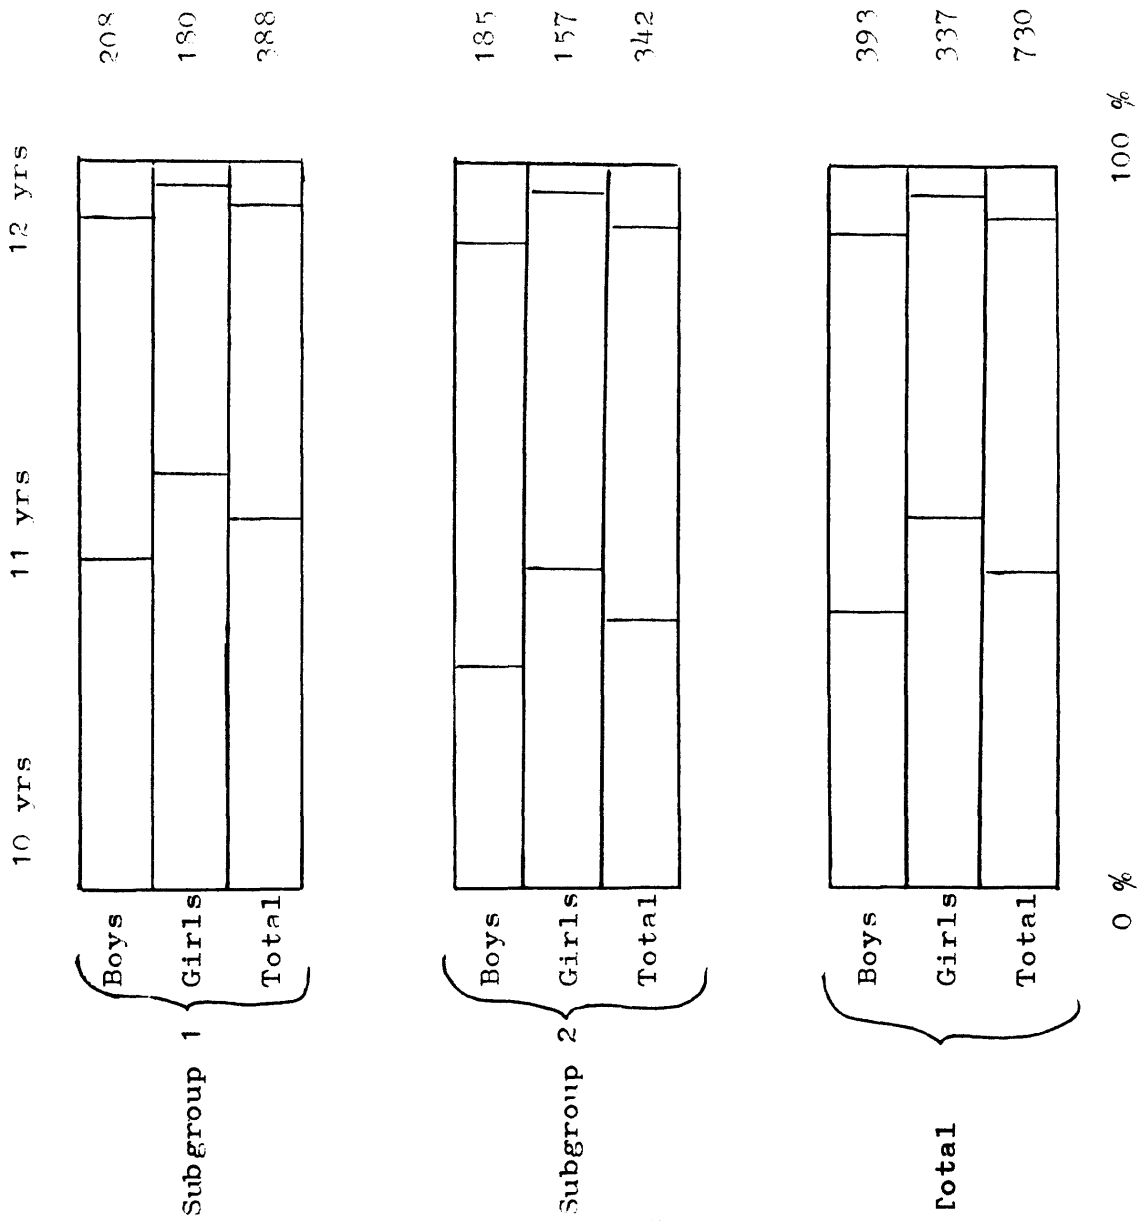 10 yrs 11 yrs 12 yrs
Subgroup 1
Boys 208
Girls 180
Total 388
Subgroup 2
Boys 185
Girls 157
Total 342
Total
Boys 393
Girls 337
Total 730
0 % 100 %